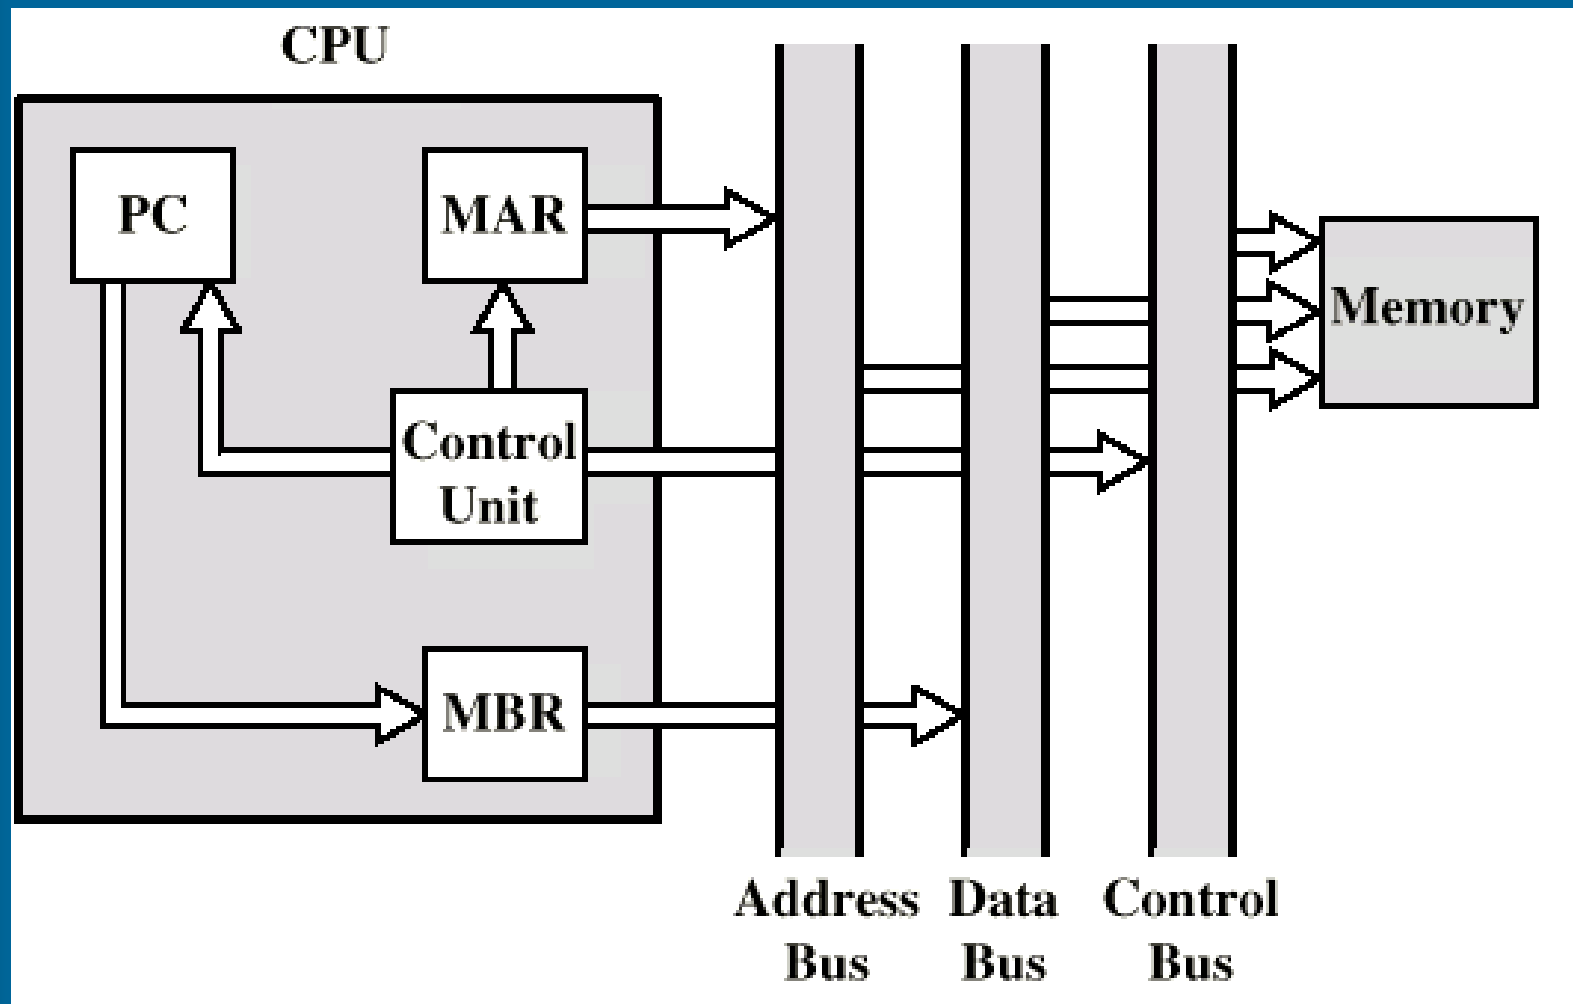 CPU
PC
MAR
Memory
Control
Unit
MBR
Address
Bus
Data
Bus
Control
Bus